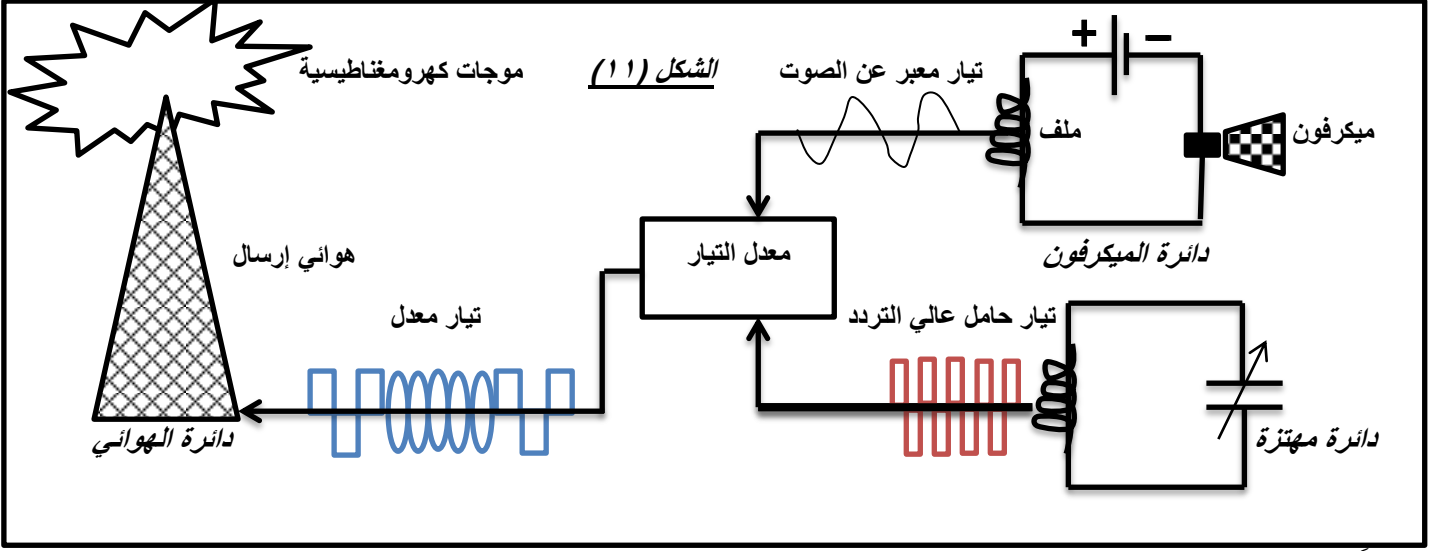 الشكل (١١)
+ −
تيار معبر عن الصوت
موجات كهرومغناطيسية
ميكرفون
ملف
دائرة الميكرفون
معدل التيار
هوائي إرسال
تيار حامل عالي التردد
تيار معدل
دائرة مهتزة
دائرة الهوائي